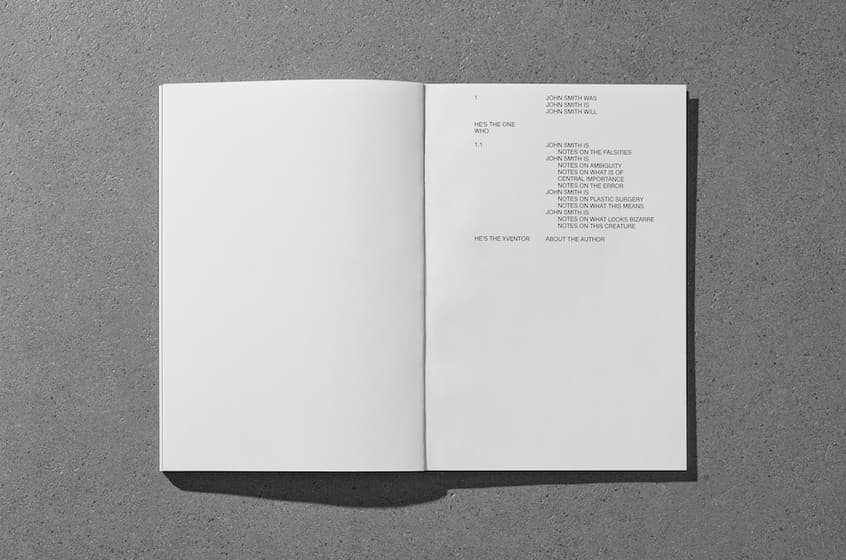 1 JOHN SMITH WAS
JOHN SMITH IS
JOHN SMITH WILL
HE'S THE ONE
WHO
1.1 JOHN SMITH IS
NOTES ON THE FALSITIES
JOHN SMITH IS
NOTES ON AMBIGUITY
NOTES ON WHAT IS OF
CENTRAL IMPORTANCE
NOTES ON THE ERROR
JOHN SMITH IS
NOTES ON PLASTIC SURGERY
NOTES ON WHAT THIS MEANS
JOHN SMITH IS
NOTES ON WHAT LOOKS BIZARRE
NOTES ON THIS CREATURE
HE'S THE XVENTOR ABOUT THE AUTHOR